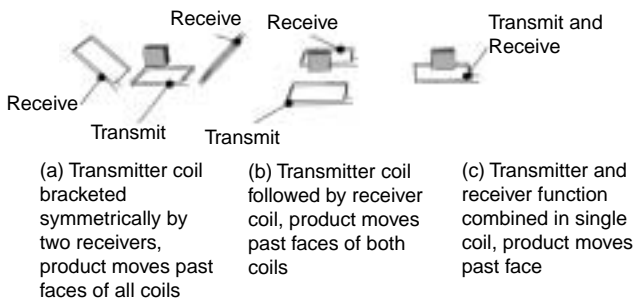 Receive
Receive
Transmit and
Receive
Receive
Transmit
Transmit
(a) Transmitter coil
bracketed
symmetrically by
two receivers,
product moves past
faces of all coils
(b) Transmitter coil
followed by receiver
coil, product moves
past faces of both
coils
(c) Transmitter and
receiver function
combined in single
coil, product moves
past face